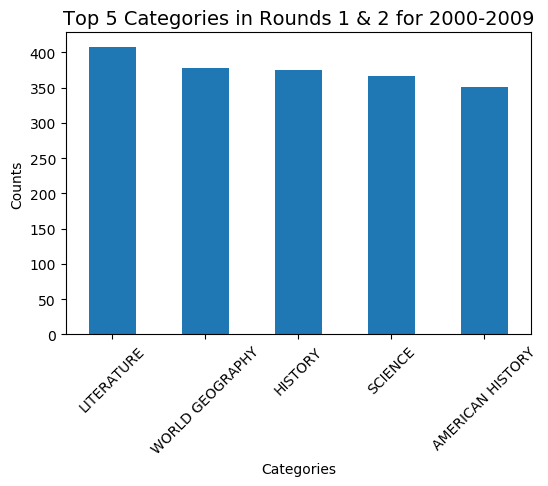 Top 5 Categories in Rounds 1 & 2 for 2000-2009
400
350
300
250
200
150
100
50
0
Counts
LITERATURE
WORLD GEOGRAPHY
HISTORY
SCIENCE
AMERICAN HISTORY
Categories